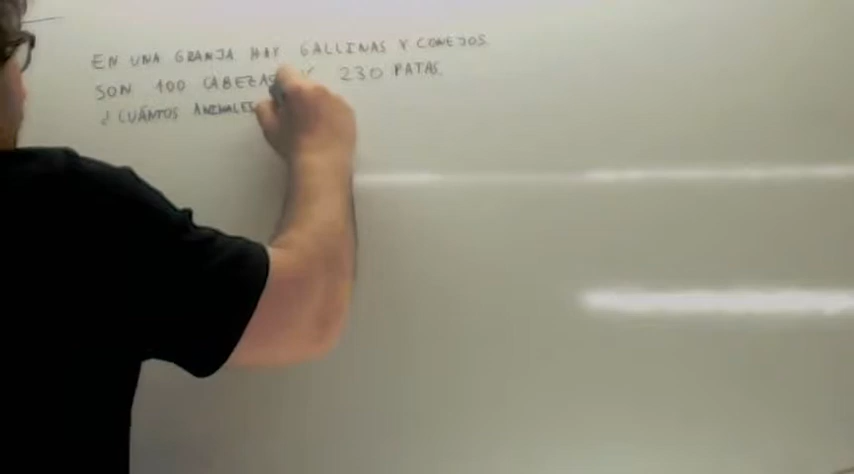 EN UNA GRANJA HAY GALLINAS Y CONEJOS
SON 100 CABEZAS Y 230 PATAS.
¿ CUÁNTOS ANIMALES